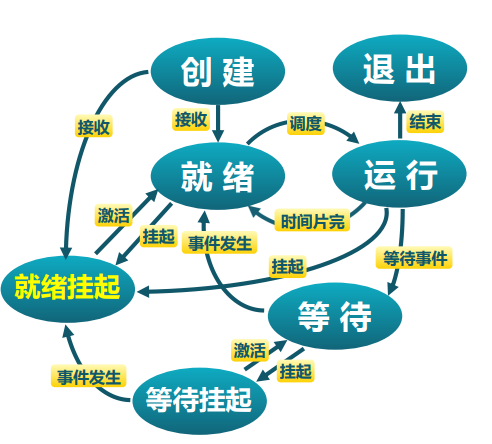 创建
退出
接收
接收
调度
结束
就绪
运行
激活
挂起
时间片完
事件发生
等待事件
挂起
就绪挂起
等待
激活
挂起
事件发生
等待挂起